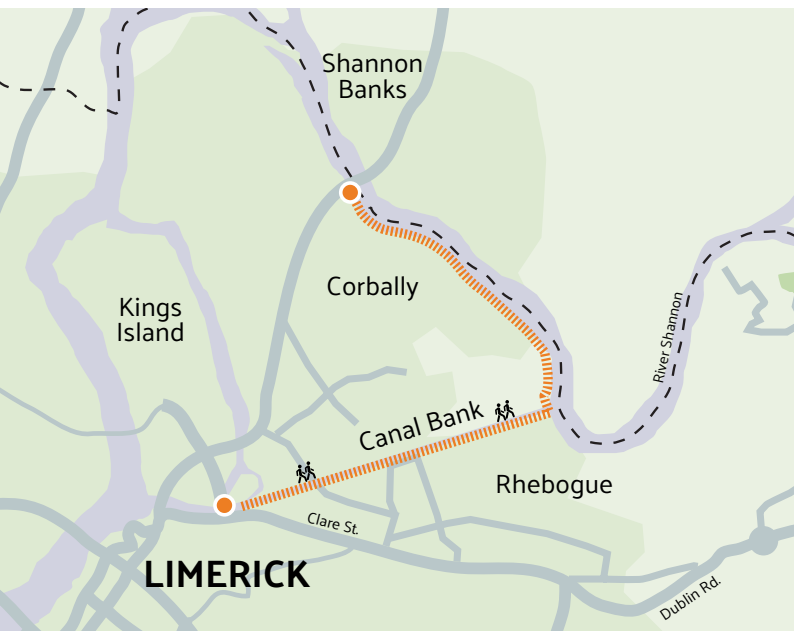 Shannon
Banks
Corbally
Kings
Island
River Shannon
Canal Bank
Rhebogue
Clare St.
LIMERICK
Dublin Rd.